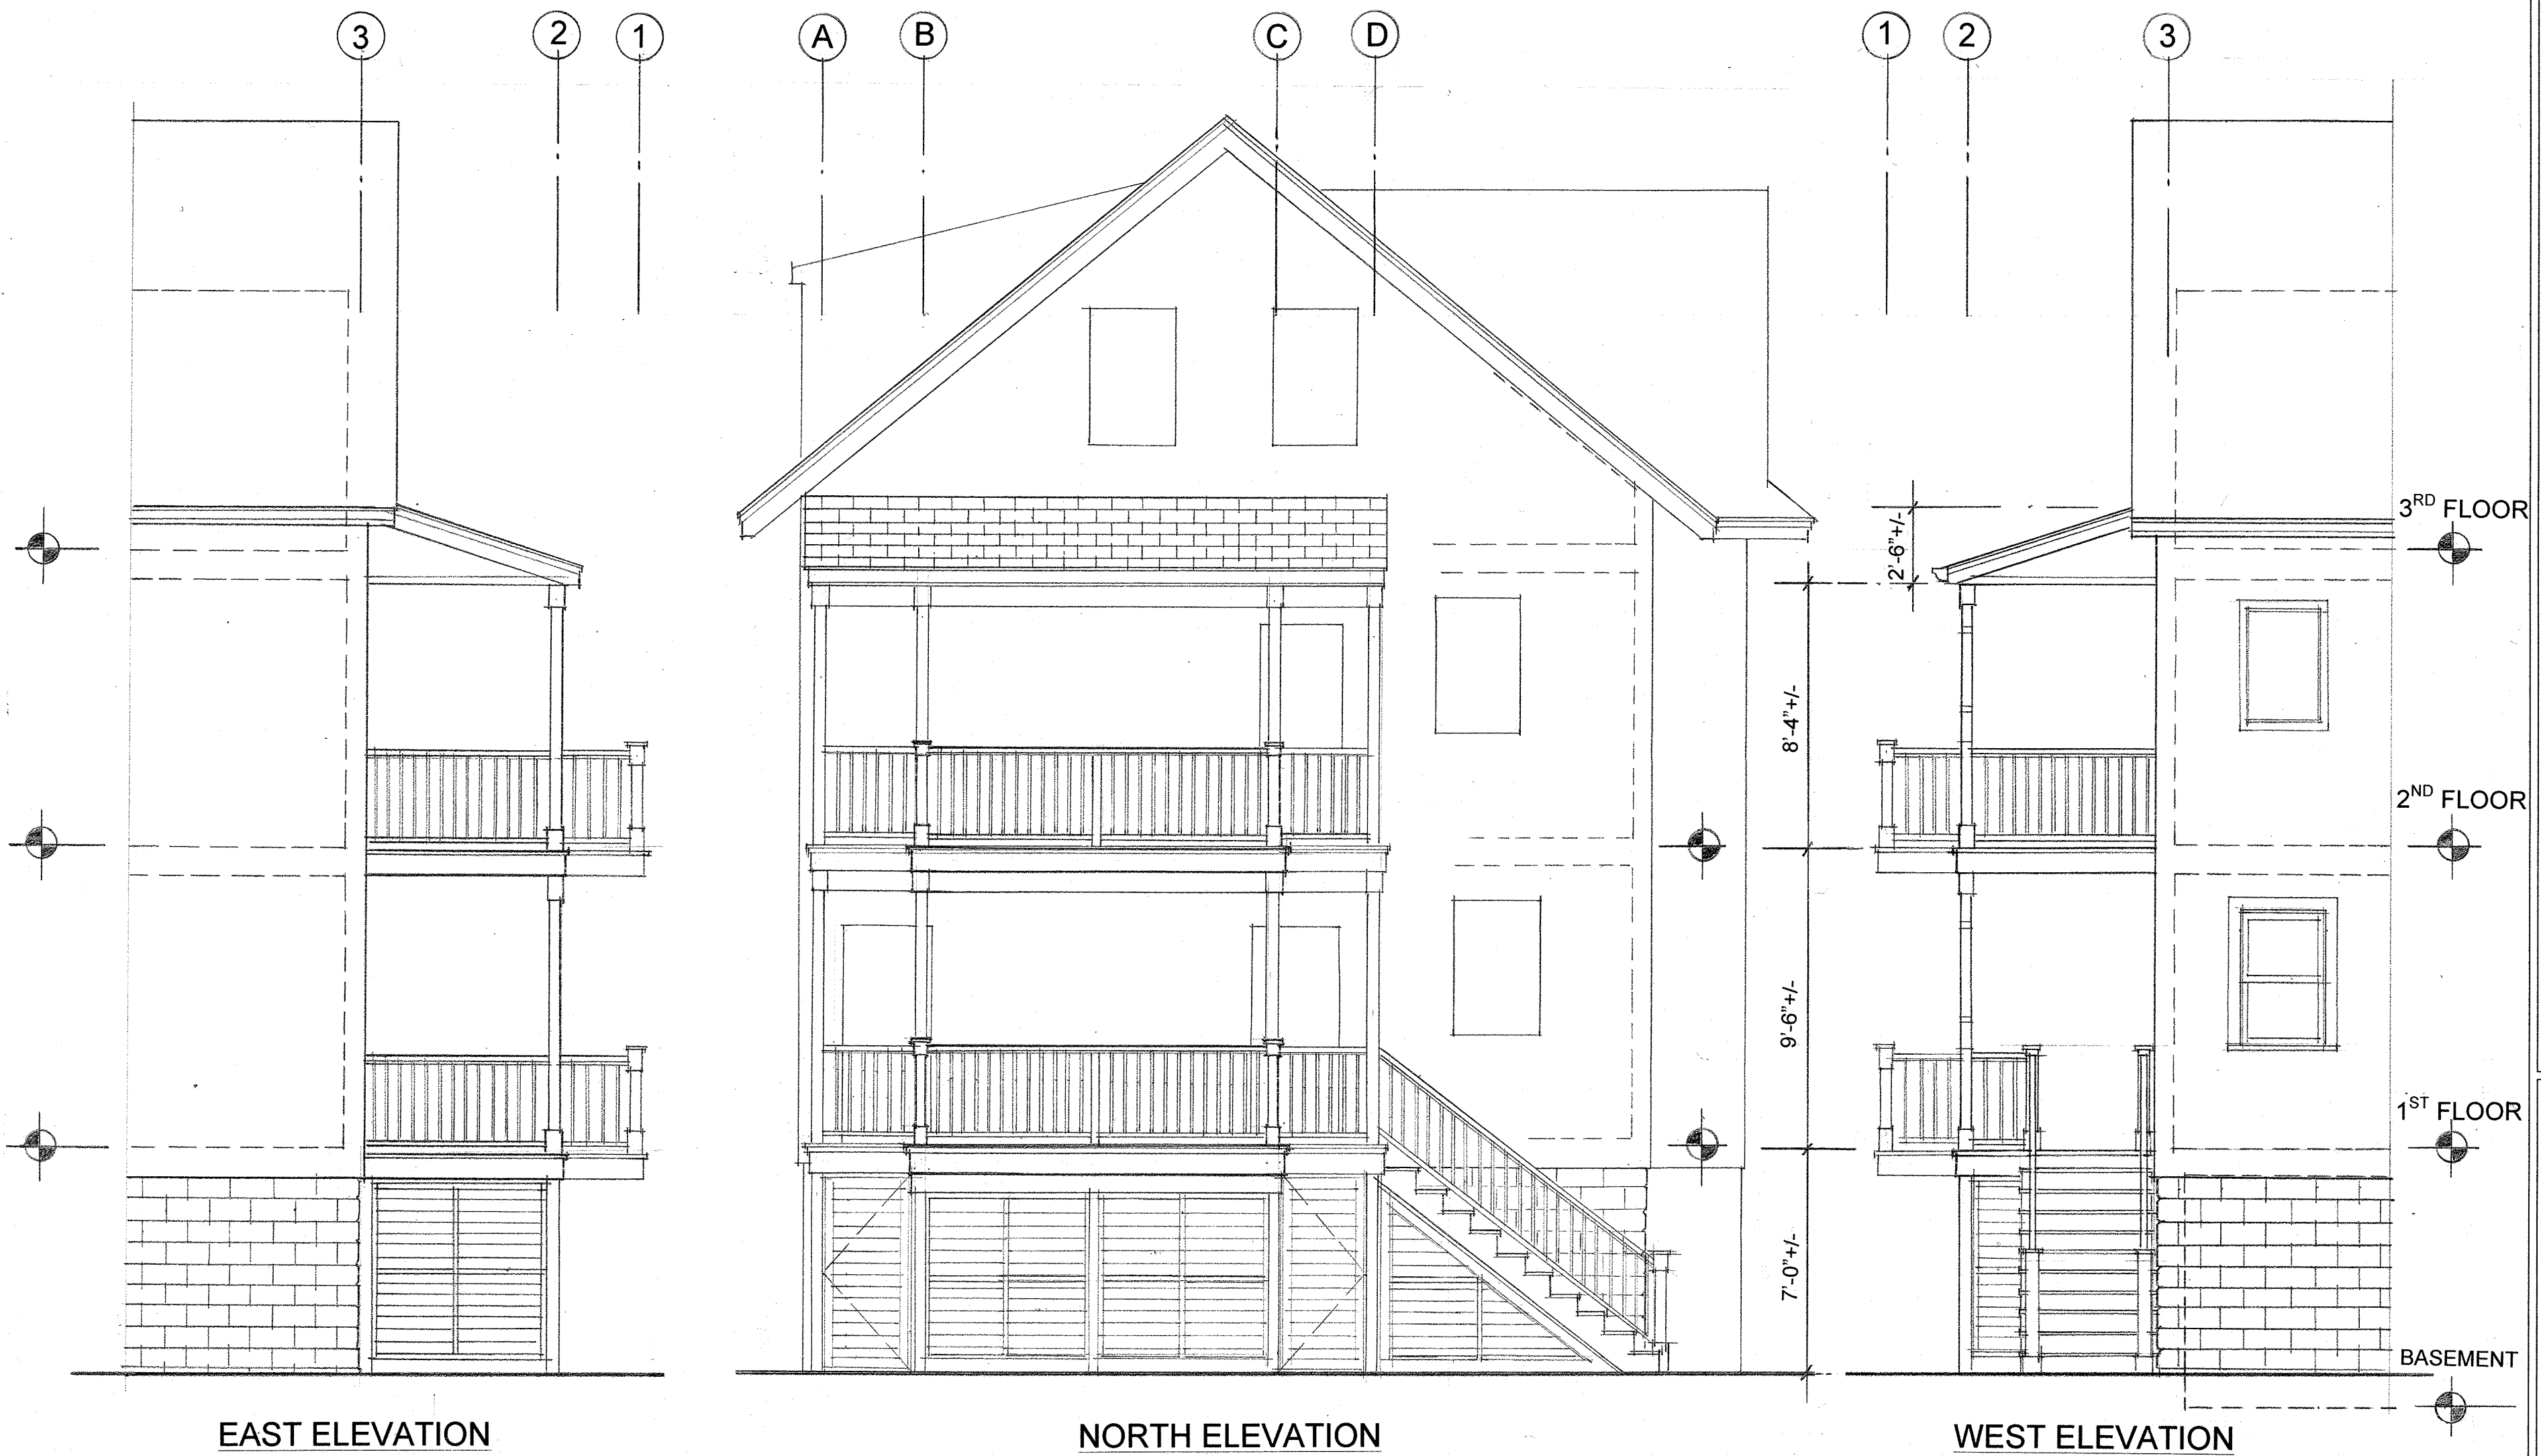 3 2 1 A B C D 1 2 3
3RD FLOOR
2'-6"+/-
8'-4"+/-
2ND FLOOR
9'-6"+/-
1ST FLOOR
7'-0"+/-
BASEMENT
EAST ELEVATION
NORTH ELEVATION
WEST ELEVATION